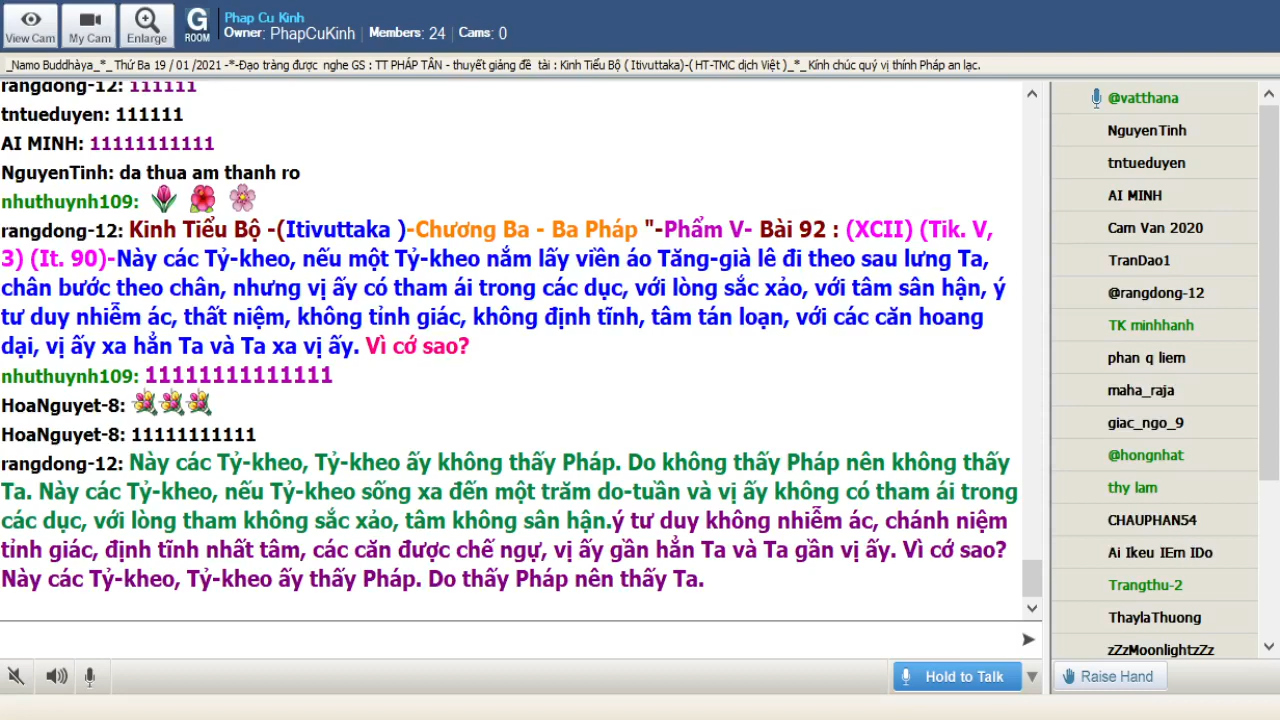 View Cam
My Cam
Enlarge
G
ROOM
Phap Cu Kinh
Owner: PhapCuKinh | Members: 24 | Cams: 0
_Namo Buddhàya_*_ Thứ Ba 19 / 01 /2021 -*-Đạo tràng được nghe GS : TT PHÁP TÂN - thuyết giảng đề tài : Kinh Tiểu Bộ ( Itivuttaka)-( HT-TMC dịch Việt )_*_ Kính chúc quý vị thính Pháp an lạc.
rangdong-12: 111111
tntueduyen: 111111
AI MINH: 11111111111
NguyenTinh: da thua am thanh ro
nhuthuynh109:
rangdong-12: Kinh Tiểu Bộ -(Itivuttaka )-Chương Ba - Ba Pháp "-Phẩm V- Bài 92 : (XCII) (Tik. V,
3) (It. 90)-Này các Tỷ-kheo, nếu một Tỷ-kheo nắm lấy viền áo Tăng-già lê đi theo sau lưng Ta,
chân bước theo chân, nhưng vị ấy có tham ái trong các dục, với lòng sắc xảo, với tâm sân hận, ý
tư duy nhiễm ác, thất niệm, không tỉnh giác, không định tĩnh, tâm tán loạn, với các căn hoang
dại, vị ấy xa hẳn Ta và Ta xa vị ấy. Vì cớ sao?
nhuthuynh109: 11111111111111
HoaNguyet-8:
HoaNguyet-8: 11111111111
rangdong-12: Này các Tỷ-kheo, Tỷ-kheo ấy không thấy Pháp. Do không thấy Pháp nên không thấy
Ta. Này các Tỷ-kheo, nếu Tỷ-kheo sống xa đến một trăm do-tuần và vị ấy không có tham ái trong
các dục, với lòng tham không sắc xảo, tâm không sân hận.ý tư duy không nhiễm ác, chánh niệm
tỉnh giác, định tĩnh nhất tâm, các căn được chế ngự, vị ấy gần hẳn Ta và Ta gần vị ấy. Vì cớ sao?
Này các Tỷ-kheo, Tỷ-kheo ấy thấy Pháp. Do thấy Pháp nên thấy Ta.
@vatthana
NguyenTinh
tntueduyen
AI MINH
Cam Van 2020
TranDao1
@rangdong-12
TK minhhanh
phan q liem
maha_raja
giac_ngo_9
@hongnhat
thy lam
CHAUPHAN54
Ai Ikeu IEm IDo
Trangthu-2
ThaylaThuong
zZzMoonlightzZz
Hold to Talk
Raise Hand